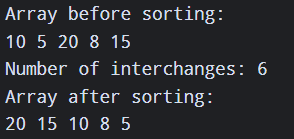 Array before sorting:
10 5 20 8 15
Number of interchanges: 6
Array after sorting:
20 15 10 8 5